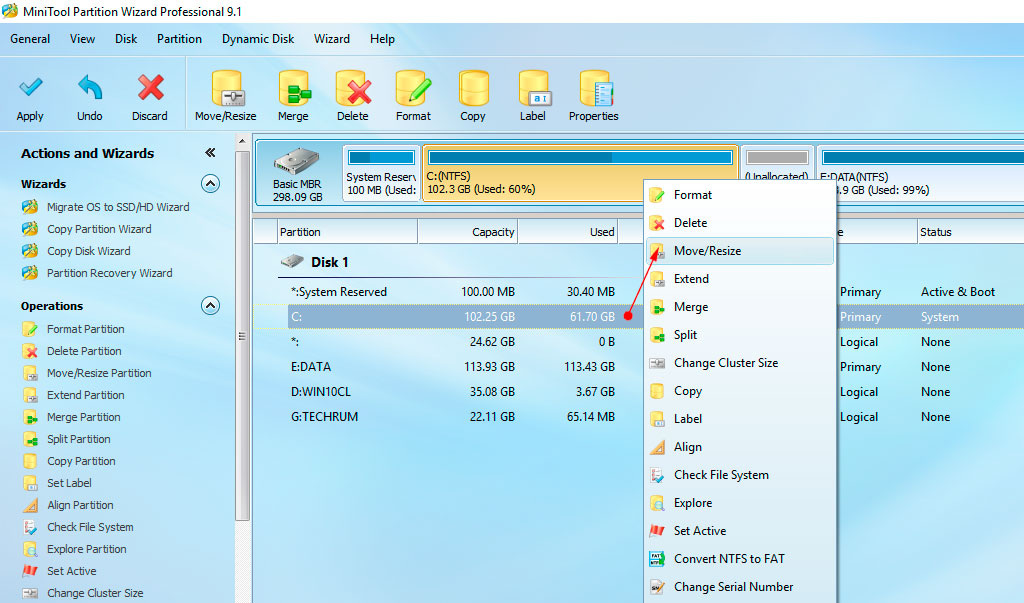 MiniTool Partition Wizard Professional 9.1
General View Disk Partition Dynamic Disk Wizard Help
Apply Undo Discard Move/Resize Merge Delete Format Copy Label Properties
Actions and Wizards
Wizards
Migrate OS to SSD/HD Wizard
Copy Partition Wizard
Copy Disk Wizard
Partition Recovery Wizard
Operations
Format Partition
Delete Partition
Move/Resize Partition
Extend Partition
Merge Partition
Split Partition
Copy Partition
Set Label
Align Partition
Check File System
Explore Partition
Set Active
Change Cluster Size
Basic MBR
298.09 GB
System Reserv
100 MB (Used:
C:(NTFS)
102.3 GB (Used: 60%)
(Unallocated)
E:DATA(NTFS)
.9 GB (Used: 99%)
Partition Capacity Used e Status
Disk 1
*:System Reserved 100.00 MB 30.40 MB Primary Active & Boot
C: 102.25 GB 61.70 GB Primary System
*: 24.62 GB 0 B Logical None
E:DATA 113.93 GB 113.43 GB Primary None
D:WIN10CL 35.08 GB 3.67 GB Logical None
G:TECHRUM 22.11 GB 65.14 MB Logical None
Format
Delete
Move/Resize
Extend
Merge
Split
Change Cluster Size
Copy
Label
Align
Check File System
Explore
Set Active
Convert NTFS to FAT
Change Serial Number